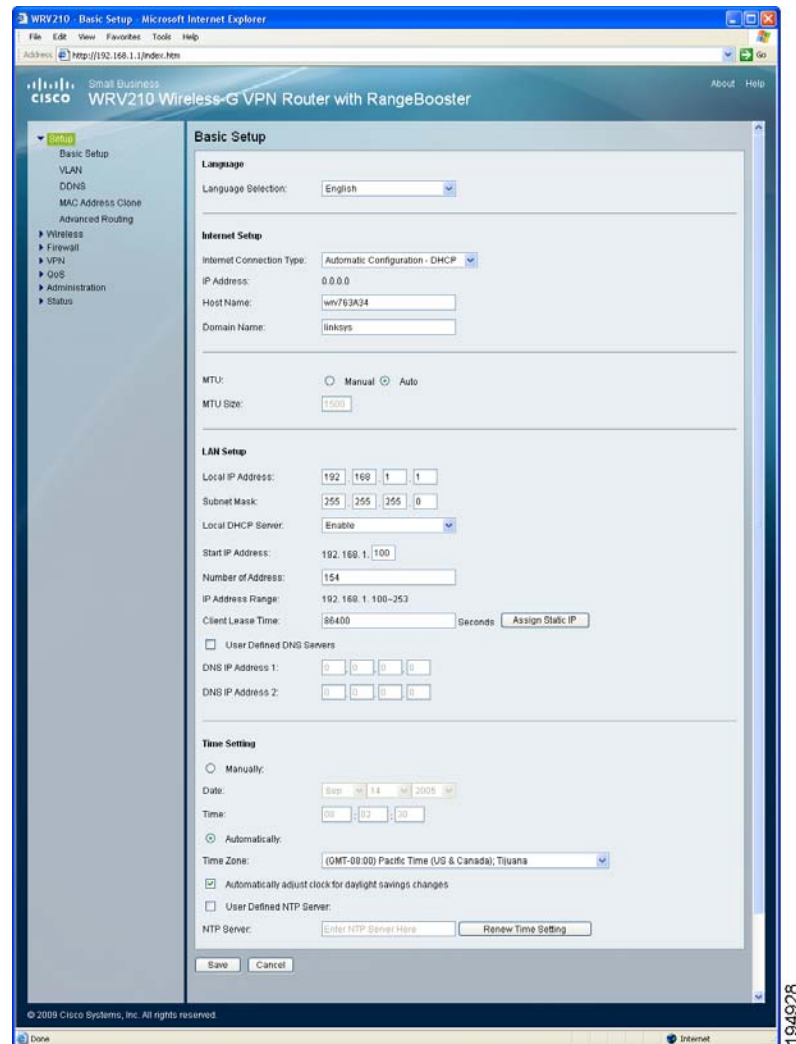 WRV210 - Basic Setup - Microsoft Internet Explorer
File Edit View Favorites Tools Help
Address http://192.168.1.1/index.htm Go
Small Business
CISCO WRV210 Wireless-G VPN Router with RangeBooster
About Help
Setup
Basic Setup
VLAN
DDNS
MAC Address Clone
Advanced Routing
Wireless
Firewall
VPN
QoS
Administration
Status
Basic Setup
Language
Language Selection: English
Internet Setup
Internet Connection Type: Automatic Configuration - DHCP
IP Address: 0.0.0.0
Host Name: wrv763A34
Domain Name: linksys
MTU: Manual Auto
MTU Size: 1500
LAN Setup
Local IP Address: 192 . 168 . 1 . 1
Subnet Mask: 255 . 255 . 255 . 0
Local DHCP Server: Enable
Start IP Address: 192. 168. 1. 100
Number of Address: 154
IP Address Range: 192. 168. 1. 100~253
Client Lease Time: 86400 Seconds Assign Static IP
User Defined DNS Servers
DNS IP Address 1: 0 . 0 . 0 . 0
DNS IP Address 2: 0 . 0 . 0 . 0
Time Setting
Manually:
Date: Sep 14 2005
Time: : :
Automatically:
Time Zone: (GMT-08:00) Pacific Time (US & Canada); Tijuana
Automatically adjust clock for daylight savings changes
User Defined NTP Server:
NTP Server: Enter NTP Server Here Renew Time Setting
Save Cancel
© 2009 Cisco Systems, Inc. All rights reserved.
Done Internet
194928